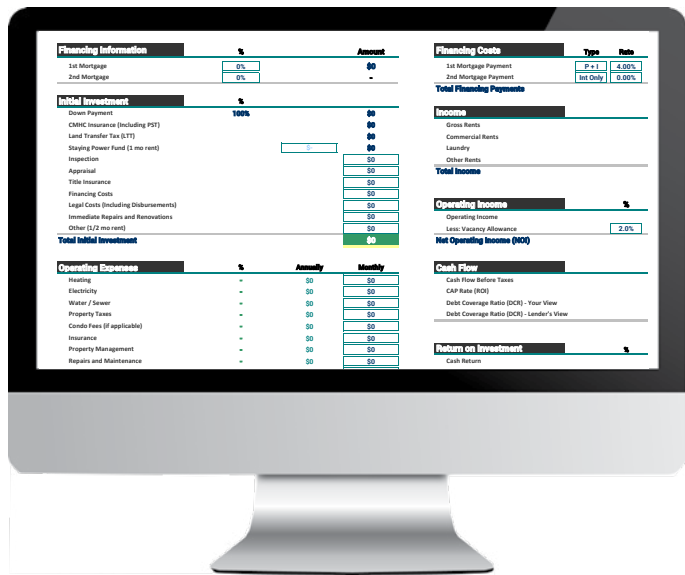 Financing Information % Amount
1st Mortgage 0% $0
2nd Mortgage 0% -
Initial Investment %
Down Payment 100% $0
CMHC Insurance (Including PST) $0
Land Transfer Tax (LTT) $0
Staying Power Fund (1 mo rent) $- $0
Inspection $0
Appraisal $0
Title Insurance $0
Financing Costs $0
Legal Costs (Including Disbursements) $0
Immediate Repairs and Renovations $0
Other (1/2 mo rent) $0
Total Initial Investment $0
Operating Expenses % Annually Monthly
Heating - $0 $0
Electricity - $0 $0
Water / Sewer - $0 $0
Property Taxes - $0 $0
Condo Fees (if applicable) - $0 $0
Insurance - $0 $0
Property Management - $0 $0
Repairs and Maintenance - $0 $0
Financing Costs Type Rate
1st Mortgage Payment P + I 4.00%
2nd Mortgage Payment Int Only 0.00%
Total Financing Payments
Income
Gross Rents
Commercial Rents
Laundry
Other Rents
Total Income
Operating Income %
Operating Income
Less: Vacancy Allowance 2.0%
Net Operating Income (NOI)
Cash Flow
Cash Flow Before Taxes
CAP Rate (ROI)
Debt Coverage Ratio (DCR) - Your View
Debt Coverage Ratio (DCR) - Lender's View
Return on Investment %
Cash Return